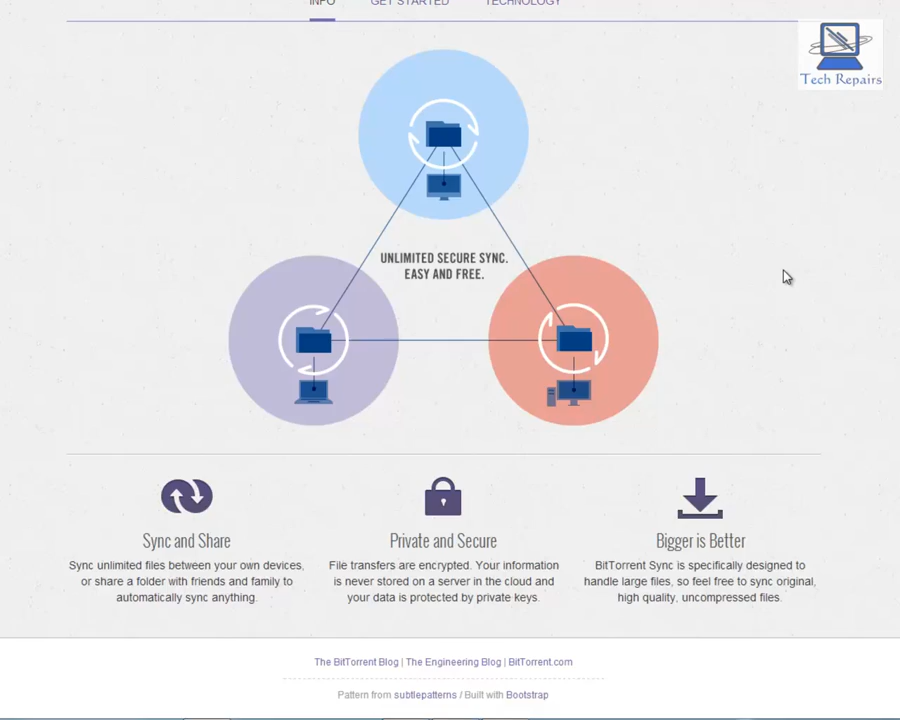 INFO
GET STARTED
TECHNOLOGY
Tech Repairs
UNLIMITED SECURE SYNC.
EASY AND FREE.
Sync and Share
Sync unlimited files between your own devices,
or share a folder with friends and family to
automatically sync anything.
Private and Secure
File transfers are encrypted. Your information
is never stored on a server in the cloud and
your data is protected by private keys.
Bigger is Better
BitTorrent Sync is specifically designed to
handle large files, so feel free to sync original,
high quality, uncompressed files.
The BitTorrent Blog | The Engineering Blog | BitTorrent.com
Pattern from subtlepatterns / Built with Bootstrap